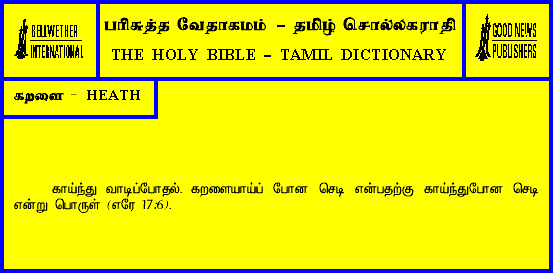 BELLWETHER
INTERNATIONAL
பரிசுத்த வேதாகமம் – தமிழ் சொல்லகராதி
THE HOLY BIBLE – TAMIL DICTIONARY
GOOD NEWS
PUBLISHERS
கறளை – HEATH
காய்ந்து வாடிப்போதல். கறளையாய்ப் போன செடி என்பதற்கு காய்ந்துபோன செடி
என்று பொருள் (எரே 17:6).